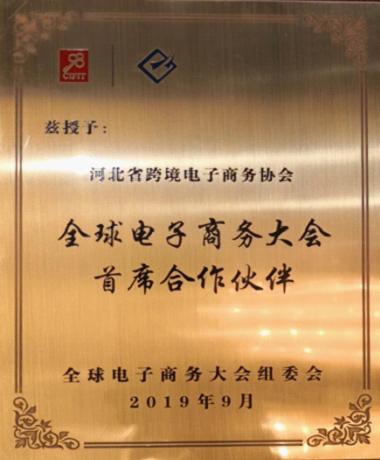 98
CIFIT
兹授予:
河北省跨境电子商务协会
全球电子商务大会
首席合作伙伴
全球电子商务大会组委会
2019年9月